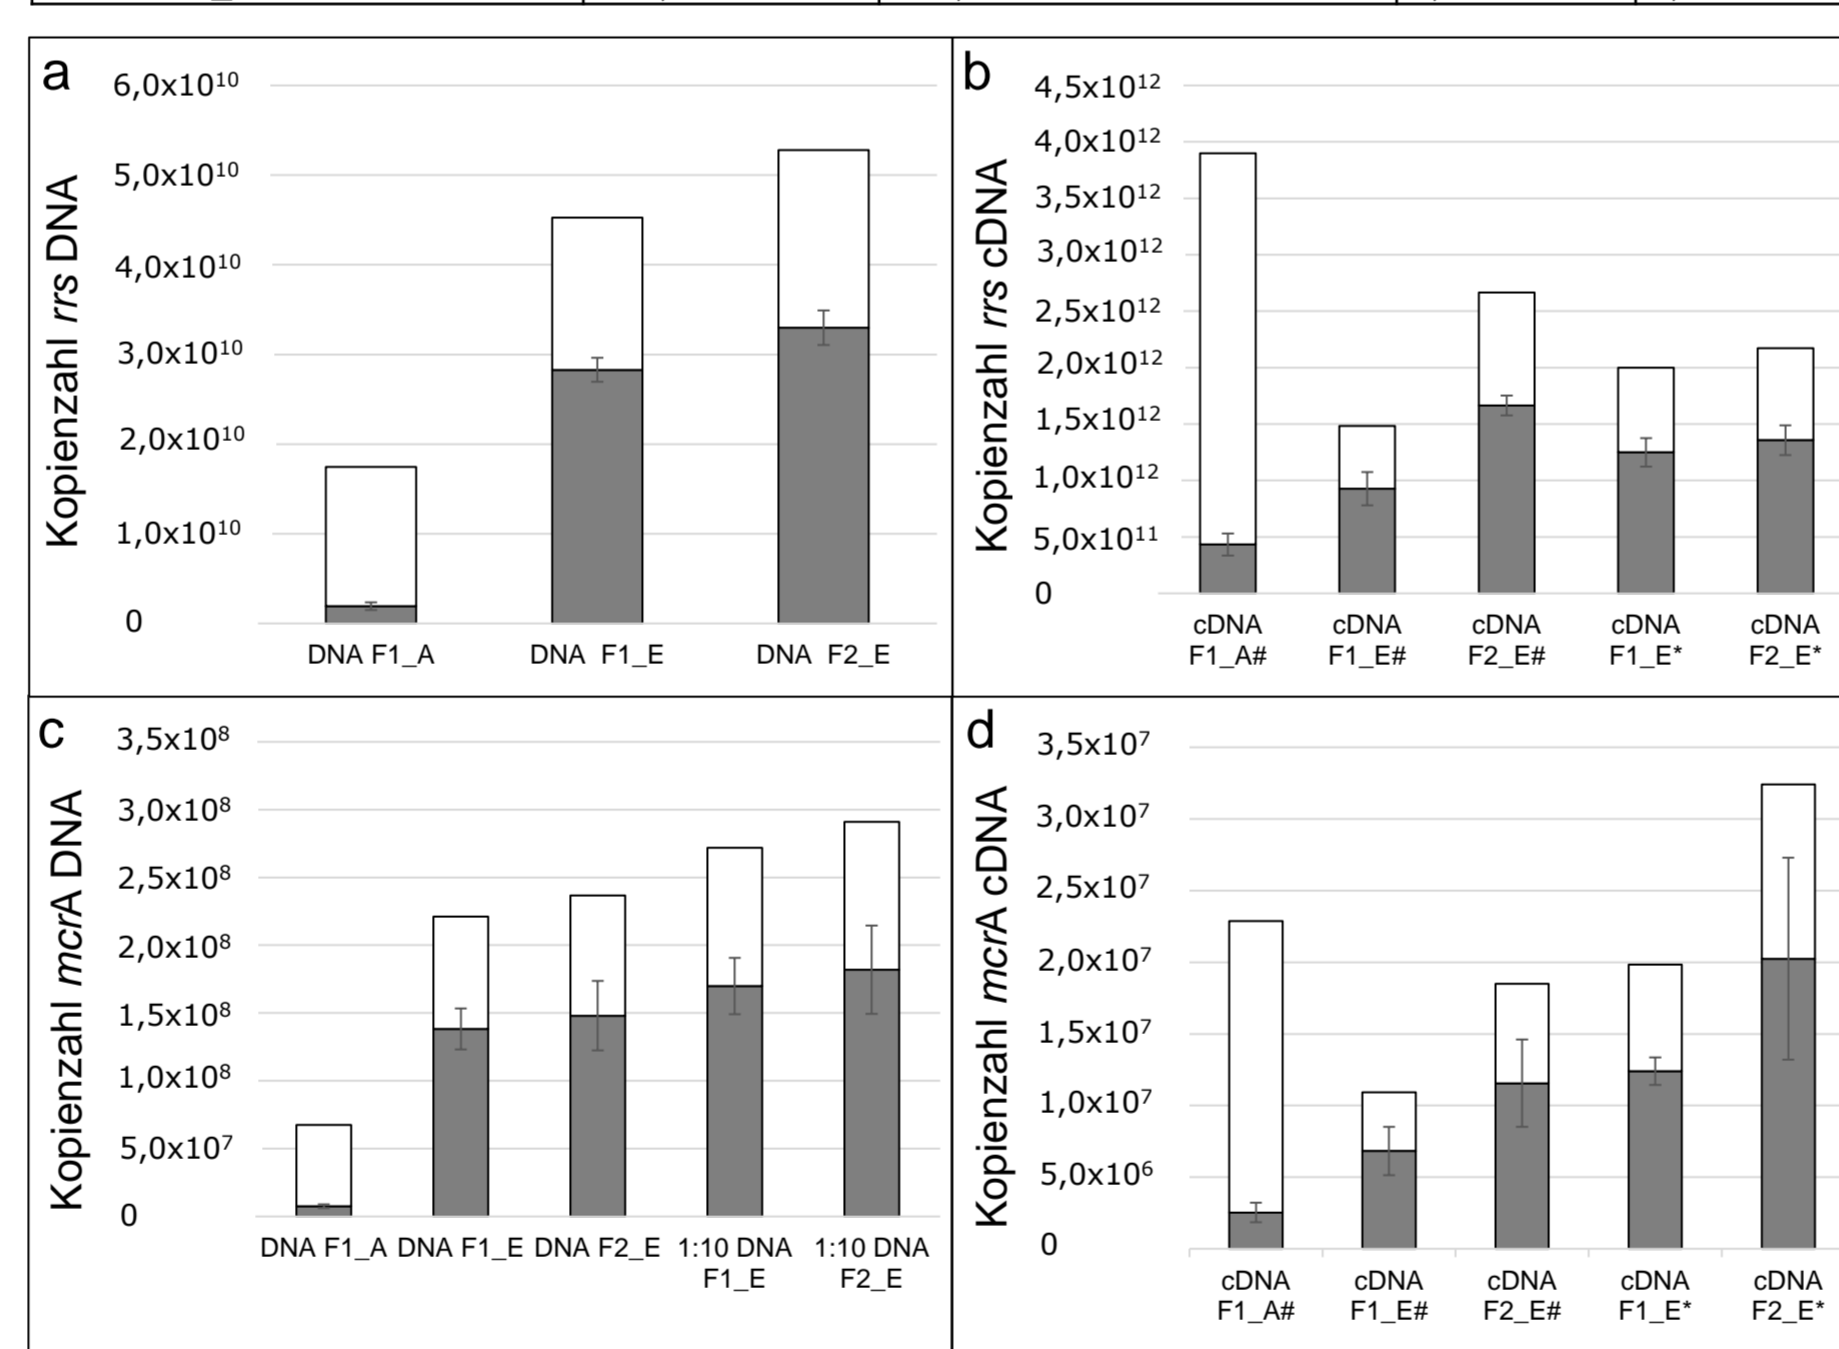 a
Kopienzahl rrs DNA
6,0x10¹⁰
5,0x10¹⁰
4,0x10¹⁰
3,0x10¹⁰
2,0x10¹⁰
1,0x10¹⁰
0
DNA F1_A DNA F1_E DNA F2_E
b
Kopienzahl rrs cDNA
4,5x10¹²
4,0x10¹²
3,5x10¹²
3,0x10¹²
2,5x10¹²
2,0x10¹²
1,5x10¹²
1,0x10¹²
5,0x10¹¹
0
cDNA cDNA cDNA cDNA cDNA
F1_A# F1_E# F2_E# F1_E* F2_E*
c
Kopienzahl mcrA DNA
3,5x10⁸
3,0x10⁸
2,5x10⁸
2,0x10⁸
1,5x10⁸
1,0x10⁸
5,0x10⁷
0
DNA F1_A DNA F1_E DNA F2_E 1:10 DNA 1:10 DNA
F1_E F2_E
d
Kopienzahl mcrA cDNA
3,5x10⁷
3,0x10⁷
2,5x10⁷
2,0x10⁷
1,5x10⁷
1,0x10⁷
5,0x10⁶
0
cDNA cDNA cDNA cDNA cDNA
F1_A# F1_E# F2_E# F1_E* F2_E*